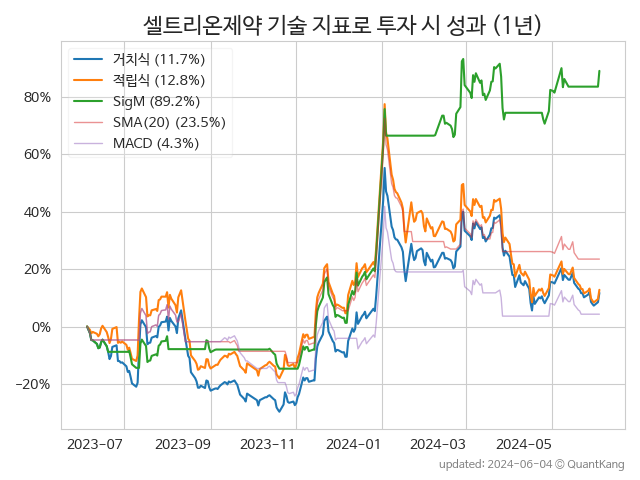 셀트리온제약 기술 지표로 투자 시 성과 (1년)
거치식 (11.7%)
적립식 (12.8%)
SigM (89.2%)
SMA(20) (23.5%)
MACD (4.3%)
80%
60%
40%
20%
0%
−20%
2023-07 2023-09 2023-11 2024-01 2024-03 2024-05
updated: 2024-06-04 © QuantKang